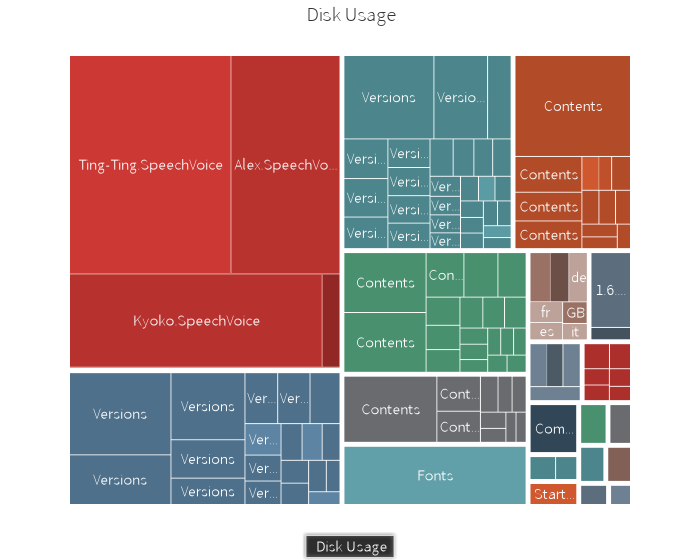 Disk Usage
Ting-Ting.SpeechVoice
Alex.SpeechVo...
Kyoko.SpeechVoice
Versions
Versio...
Versi...
Versi...
Versi...
Versi...
Versi...
Versi...
Versi...
Ver...
Ver...
Ver...
Ver...
Contents
Contents
Contents
Contents
Contents
Con...
Contents
de
fr
GB
es
it
1.6....
Versions
Versions
Versions
Versions
Versions
Ver...
Ver...
Ver...
Ver...
Ver...
Contents
Cont...
Cont...
Fonts
Com...
Start...
Disk Usage